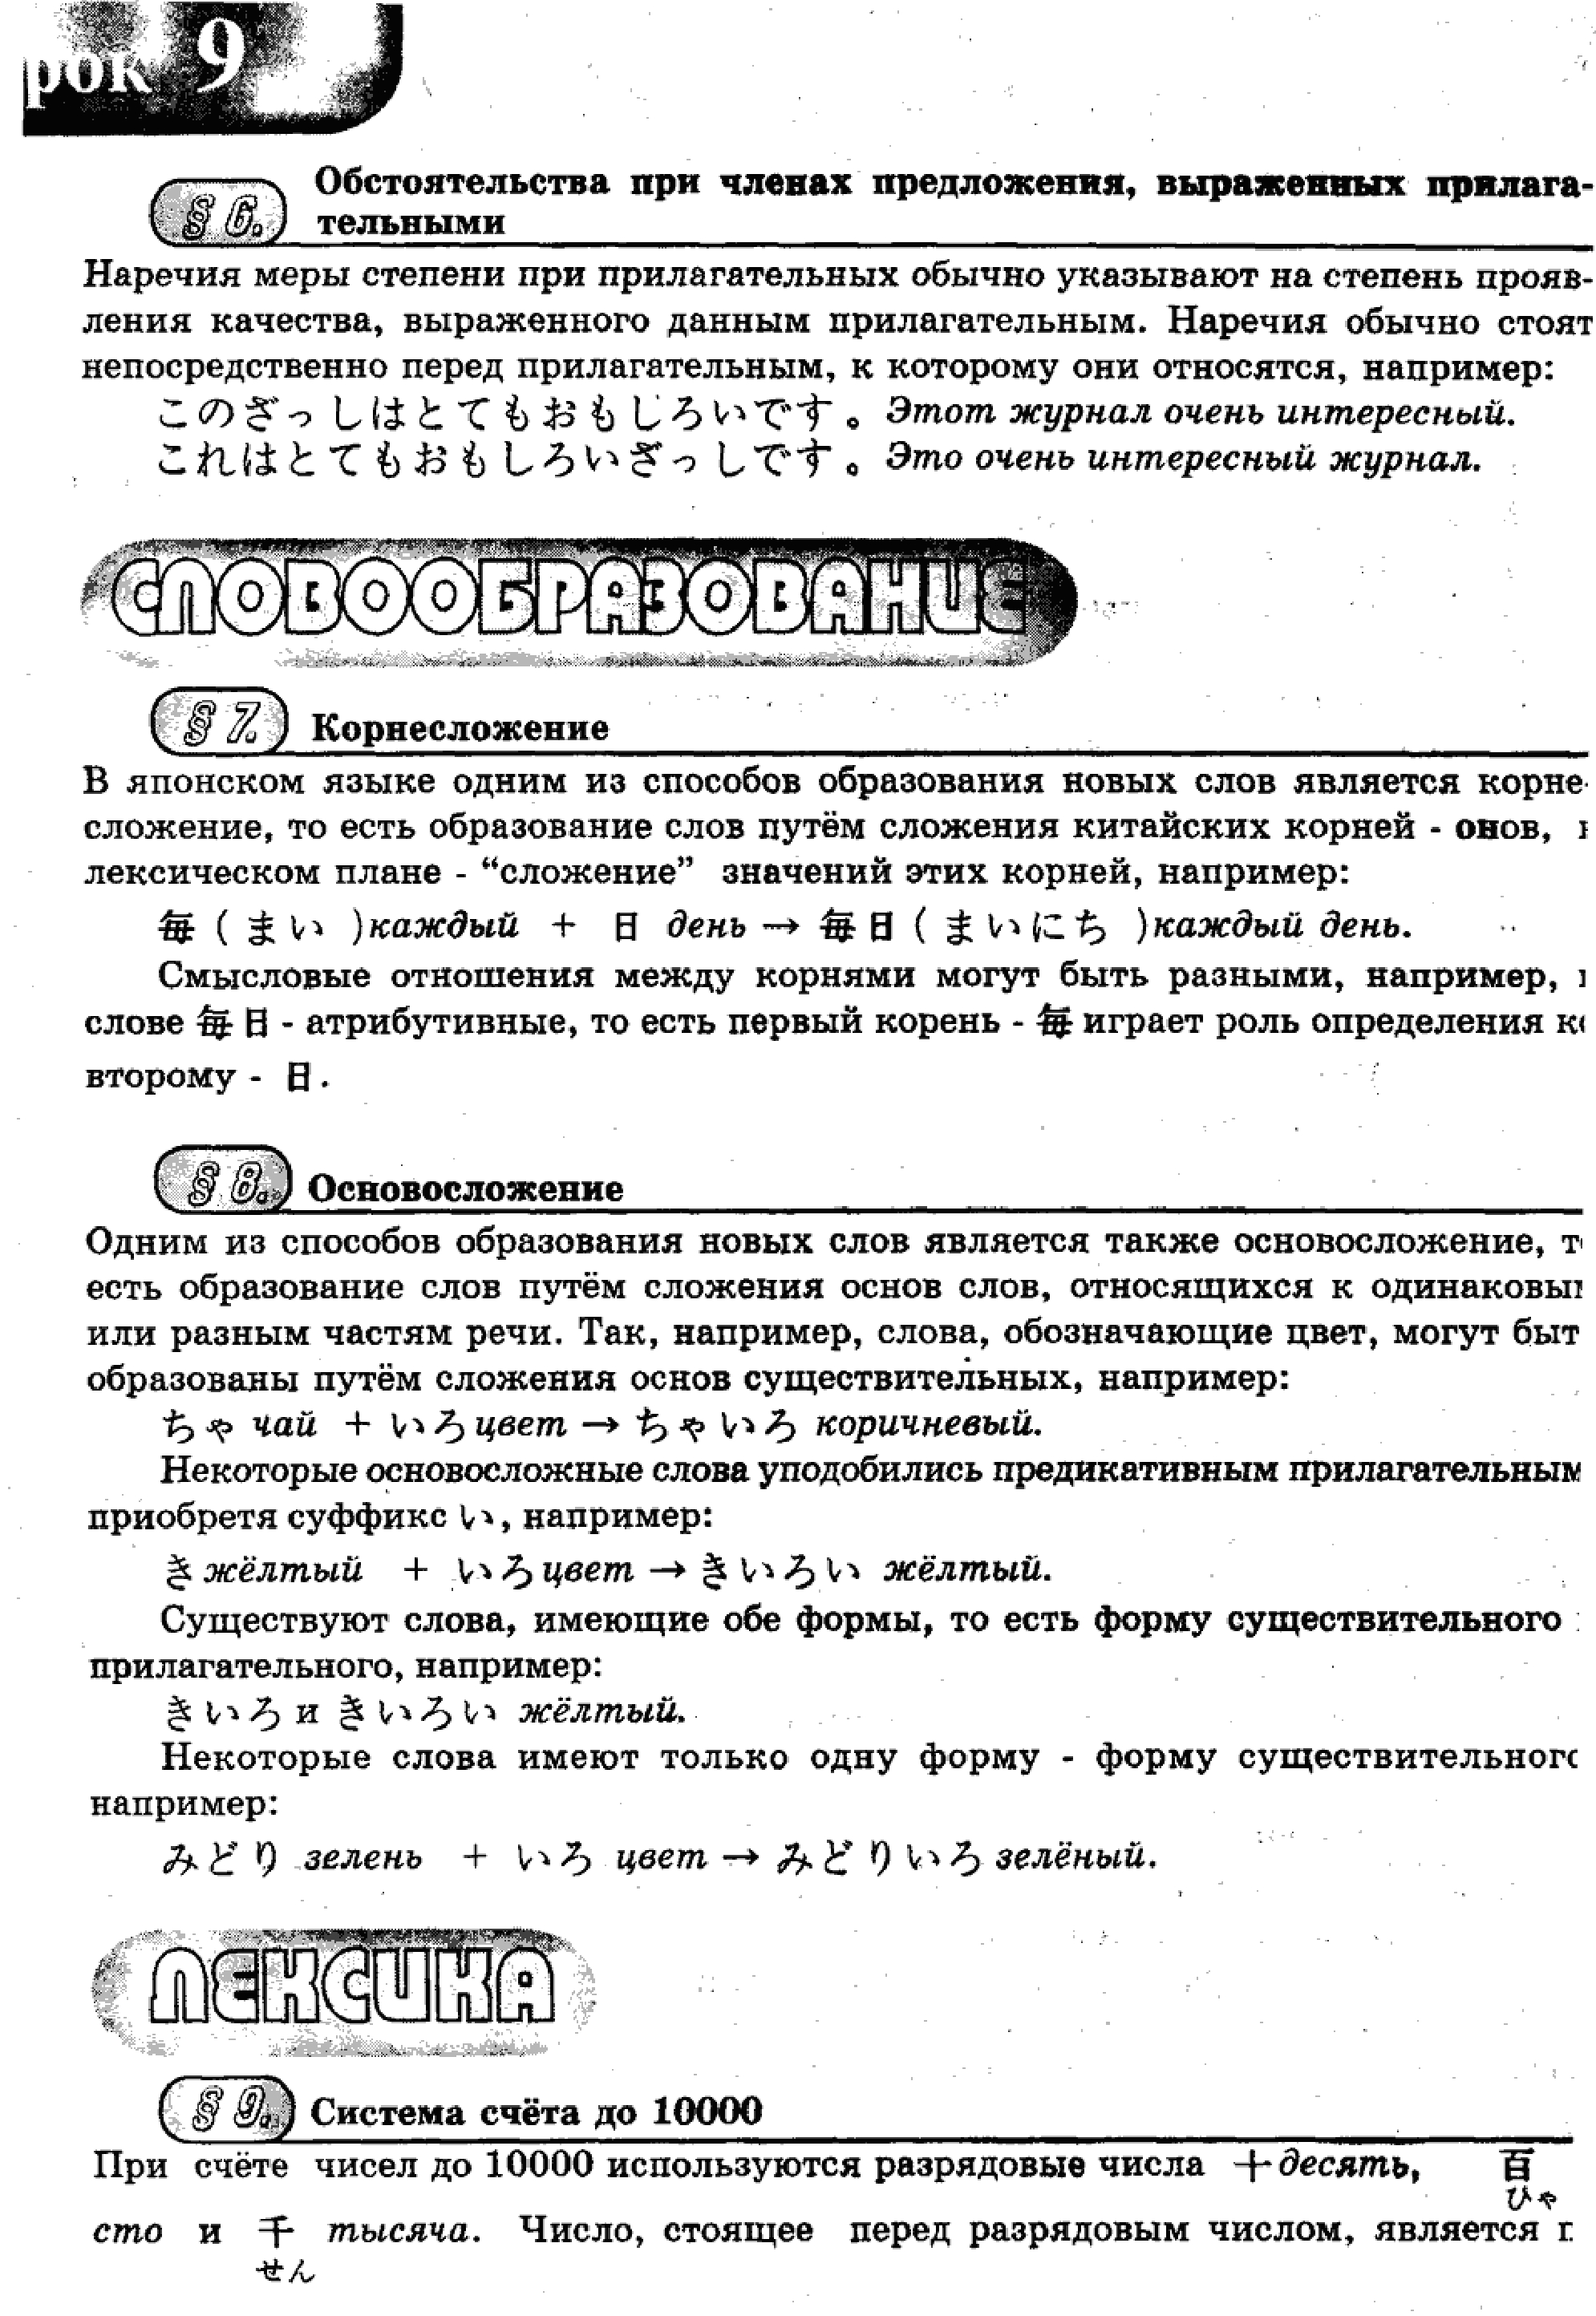 рок 9
§ 6. Обстоятельства при членах предложения, выраженных прилага-
тельными
Наречия меры степени при прилагательных обычно указывают на степень прояв-
ления качества, выраженного данным прилагательным. Наречия обычно стоят
непосредственно перед прилагательным, к которому они относятся, например:
このざっしはとてもおもしろいです。Этот журнал очень интересный.
これはとてもおもしろいざっしです。Это очень интересный журнал.
СЛОВООБРАЗОВАНИЕ
§ 7. Корнесложение
В японском языке одним из способов образования новых слов является корне-
сложение, то есть образование слов путём сложения китайских корней - онов,
лексическом плане - “сложение” значений этих корней, например:
毎 ( まい )каждый + 日 день → 毎日 ( まいにち )каждый день.
Смысловые отношения между корнями могут быть разными, например,
слове 毎日 - атрибутивные, то есть первый корень - 毎 играет роль определения к
второму - 日.
§ 8. Основосложение
Одним из способов образования новых слов является также основосложение, т
есть образование слов путём сложения основ слов, относящихся к одинаковы
или разным частям речи. Так, например, слова, обозначающие цвет, могут быт
образованы путём сложения основ существительных, например:
ちゃ чай + いろ цвет → ちゃいろ коричневый.
Некоторые основосложные слова уподобились предикативным прилагательным
приобретя суффикс い, например:
き жёлтый + いろ цвет → きいろい жёлтый.
Существуют слова, имеющие обе формы, то есть форму существительного
прилагательного, например:
きいろ и きいろい жёлтый.
Некоторые слова имеют только одну форму - форму существительного
например:
みどり зелень + いろ цвет → みどりいろ зелёный.
ЛЕКСИКА
§ 9. Система счёта до 10000
При счёте чисел до 10000 используются разрядовые числа 十 десять, 百
ひゃ
сто и 千 тысяча. Число, стоящее перед разрядовым числом, является
せん